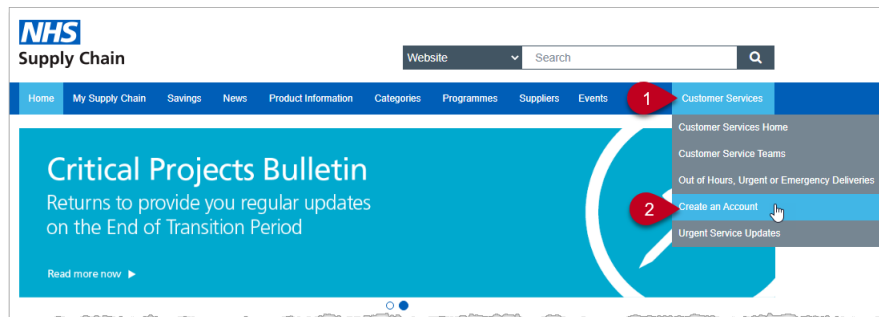 NHS
Supply Chain
Website Search
Home My Supply Chain Savings News Product Information Categories Programmes Suppliers Events 1 Customer Services
Customer Services Home
Customer Service Teams
Out of Hours, Urgent or Emergency Deliveries
2 Create an Account
Urgent Service Updates
Critical Projects Bulletin
Returns to provide you regular updates
on the End of Transition Period
Read more now